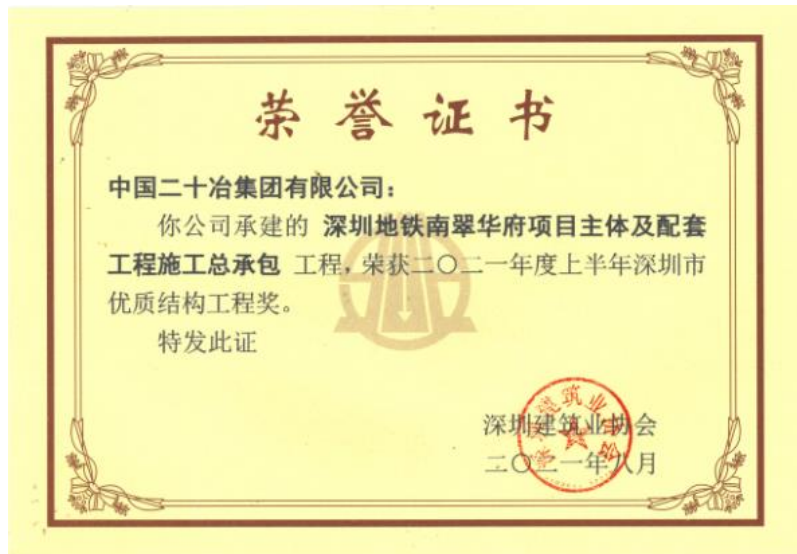 荣誉证书
中国二十冶集团有限公司：
你公司承建的 深圳地铁南翠华府项目主体及配套
工程施工总承包 工程，荣获二〇二一年度上半年深圳市
优质结构工程奖。
特发此证
深圳建筑业协会
二〇二一年八月